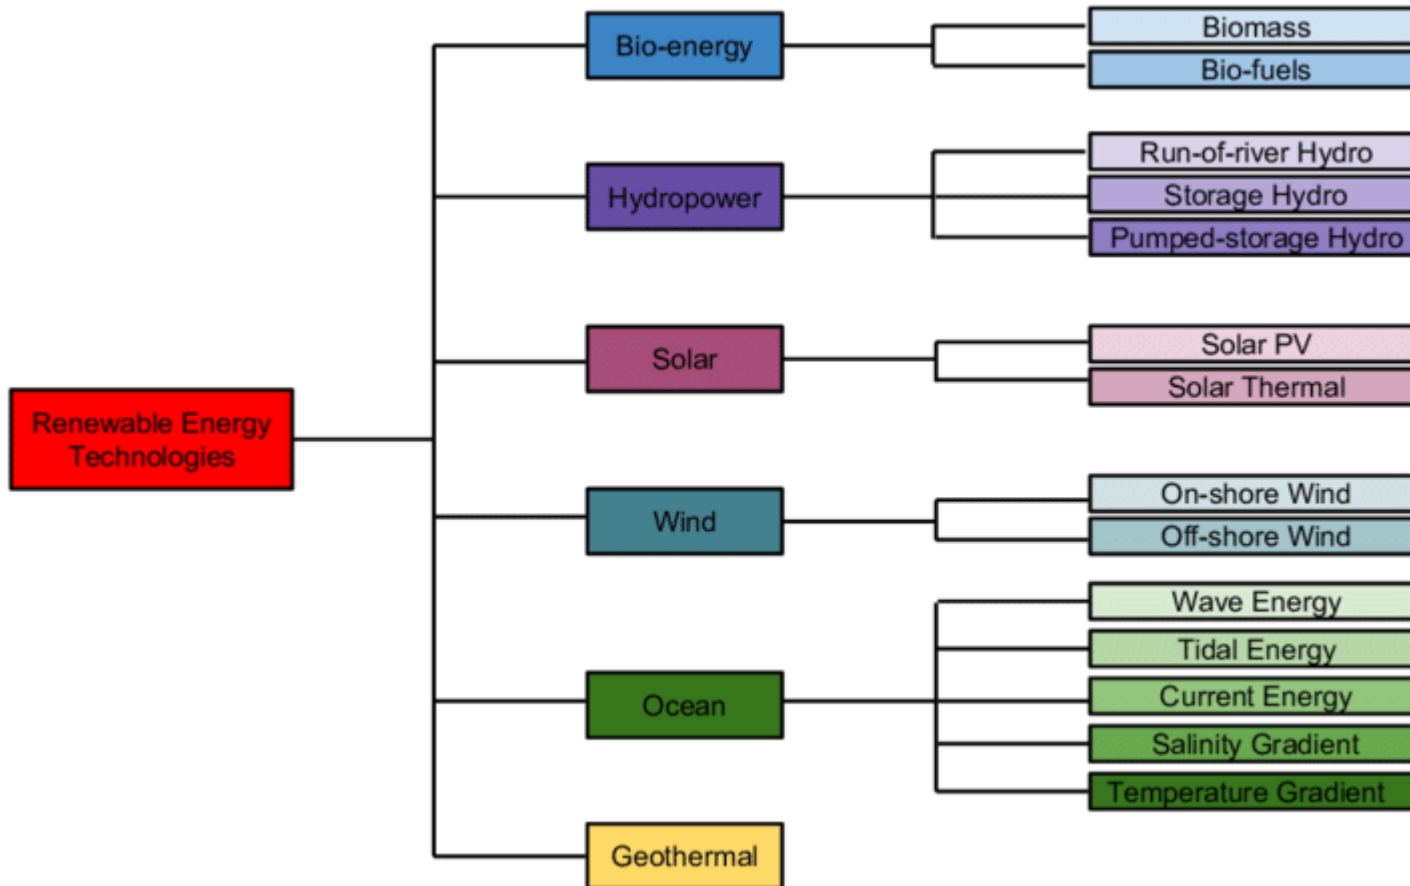 Bio-energy
Biomass
Bio-fuels
Hydropower
Run-of-river Hydro
Storage Hydro
Pumped-storage Hydro
Solar
Solar PV
Solar Thermal
Renewable Energy
Technologies
Wind
On-shore Wind
Off-shore Wind
Ocean
Wave Energy
Tidal Energy
Current Energy
Salinity Gradient
Temperature Gradient
Geothermal